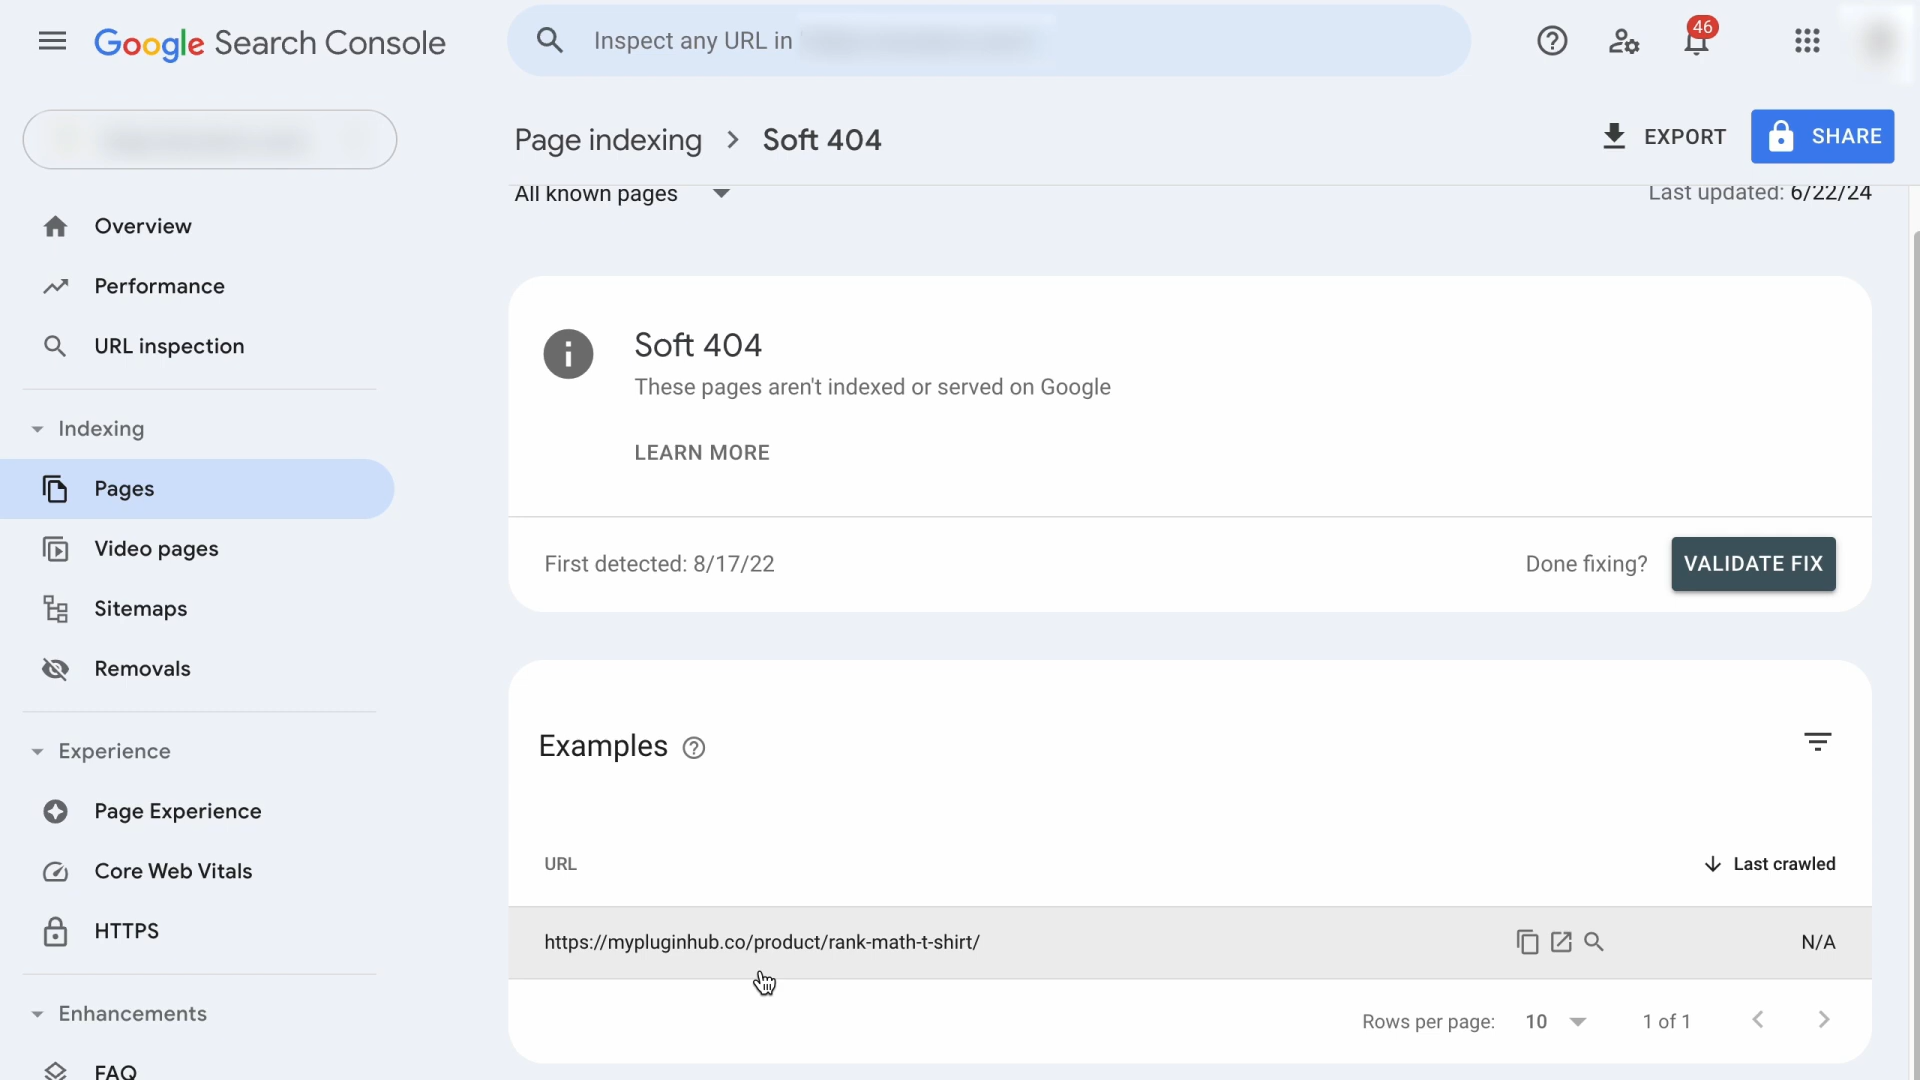 Google Search Console
Inspect any URL in
46
Page indexing > Soft 404
EXPORT
SHARE
All known pages
Last updated: 6/22/24
Overview
Performance
URL inspection
Indexing
Pages
Video pages
Sitemaps
Removals
Experience
Page Experience
Core Web Vitals
HTTPS
Enhancements
FAQ
Soft 404
These pages aren't indexed or served on Google
LEARN MORE
First detected: 8/17/22
Done fixing?
VALIDATE FIX
Examples
URL
Last crawled
https://mypluginhub.co/product/rank-math-t-shirt/
N/A
Rows per page: 10
1 of 1